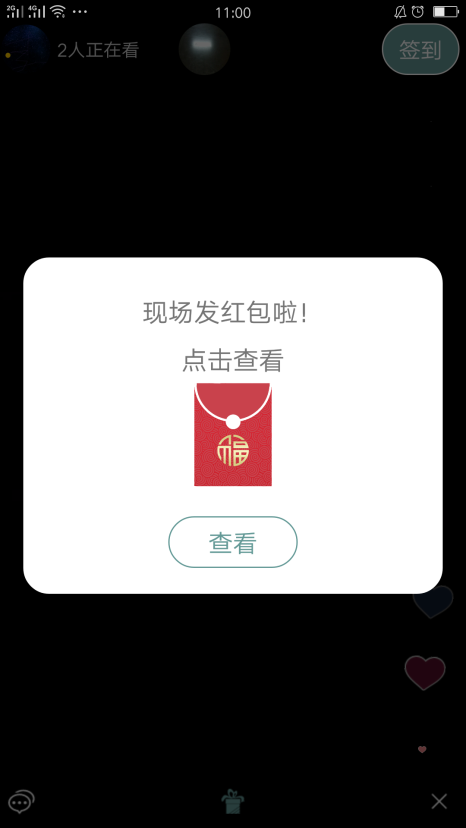 2G 4G 11:00
2人正在看
签到
现场发红包啦！
点击查看
福
查看